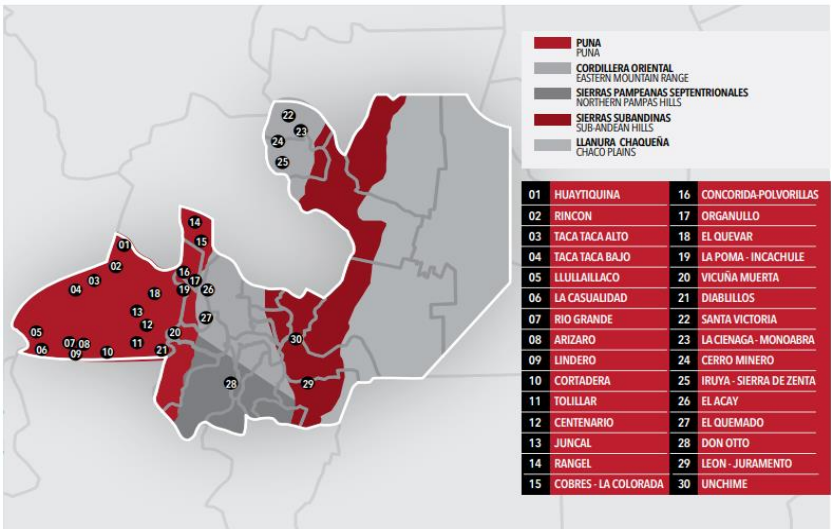 PUNA
PUNA
CORDILLERA ORIENTAL
EASTERN MOUNTAIN RANGE
SIERRAS PAMPEANAS SEPTENTRIONALES
NORTHERN PAMPAS HILLS
SIERRAS SUBANDINAS
SUB-ANDEAN HILLS
LLANURA CHAQUEÑA
CHACO PLAINS
22
23
24
25
14
15
01
02
03
04
16
17
18
19
26
13
12
27
05
20
06
07
08
09
10
11
21
30
28
29
01 HUAYTIQUINA
02 RINCON
03 TACA TACA ALTO
04 TACA TACA BAJO
05 LLULLAILLACO
06 LA CASUALIDAD
07 RIO GRANDE
08 ARIZARO
09 LINDERO
10 CORTADERA
11 TOLILLAR
12 CENTENARIO
13 JUNCAL
14 RANGEL
15 COBRES - LA COLORADA
16 CONCORIDA-POLVORILLAS
17 ORGANULLO
18 EL QUEVAR
19 LA POMA - INCACHULE
20 VICUÑA MUERTA
21 DIABLILLOS
22 SANTA VICTORIA
23 LA CIENAGA - MONOABRA
24 CERRO MINERO
25 IRUYA - SIERRA DE ZENTA
26 EL ACAY
27 EL QUEMADO
28 DON OTTO
29 LEON - JURAMENTO
30 UNCHIME